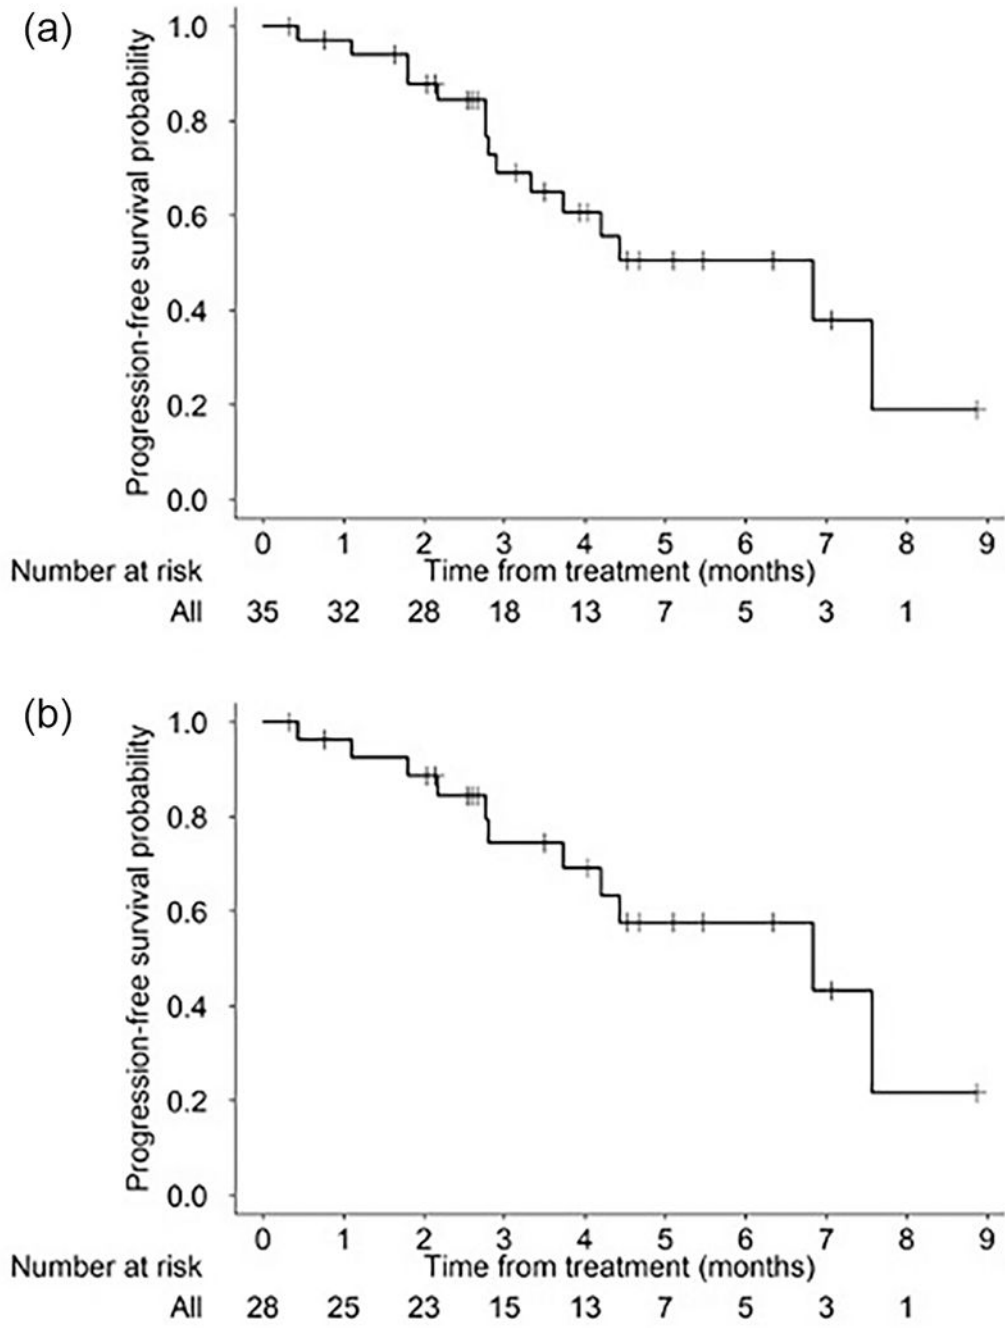 (a)
Progression-free survival probability
1.0
0.8
0.6
0.4
0.2
0.0
0 1 2 3 4 5 6 7 8 9
Number at risk Time from treatment (months)
All 35 32 28 18 13 7 5 3 1
(b)
Progression-free survival probability
1.0
0.8
0.6
0.4
0.2
0.0
0 1 2 3 4 5 6 7 8 9
Number at risk Time from treatment (months)
All 28 25 23 15 13 7 5 3 1